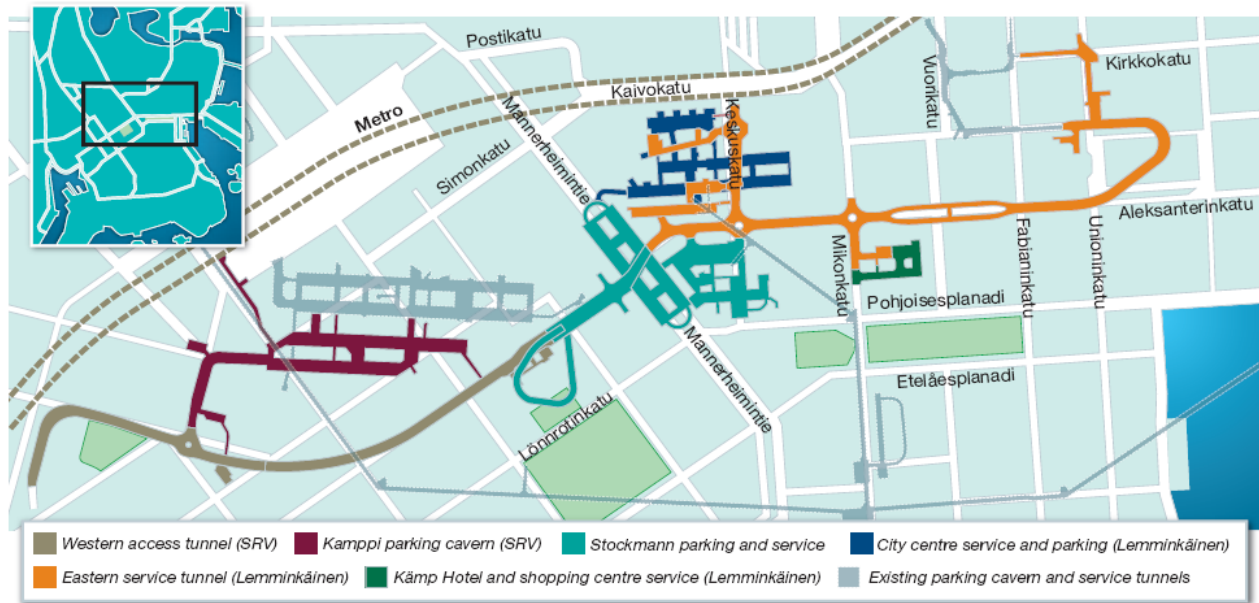 Postikatu
Kaivokatu
Metro
Mannerheimintie
Simonkatu
Keskuskatu
Vuorikatu
Kirkkokatu
Aleksanterinkatu
Mikonkatu
Fabianinkatu
Unioninkatu
Pohjoisesplanadi
Mannerheimintie
Etelåesplanadi
Lönnrotinkatu
Western access tunnel (SRV)
Kamppi parking cavern (SRV)
Stockmann parking and service
City centre service and parking (Lemminkäinen)
Eastern service tunnel (Lemminkäinen)
Kämp Hotel and shopping centre service (Lemminkäinen)
Existing parking cavern and service tunnels